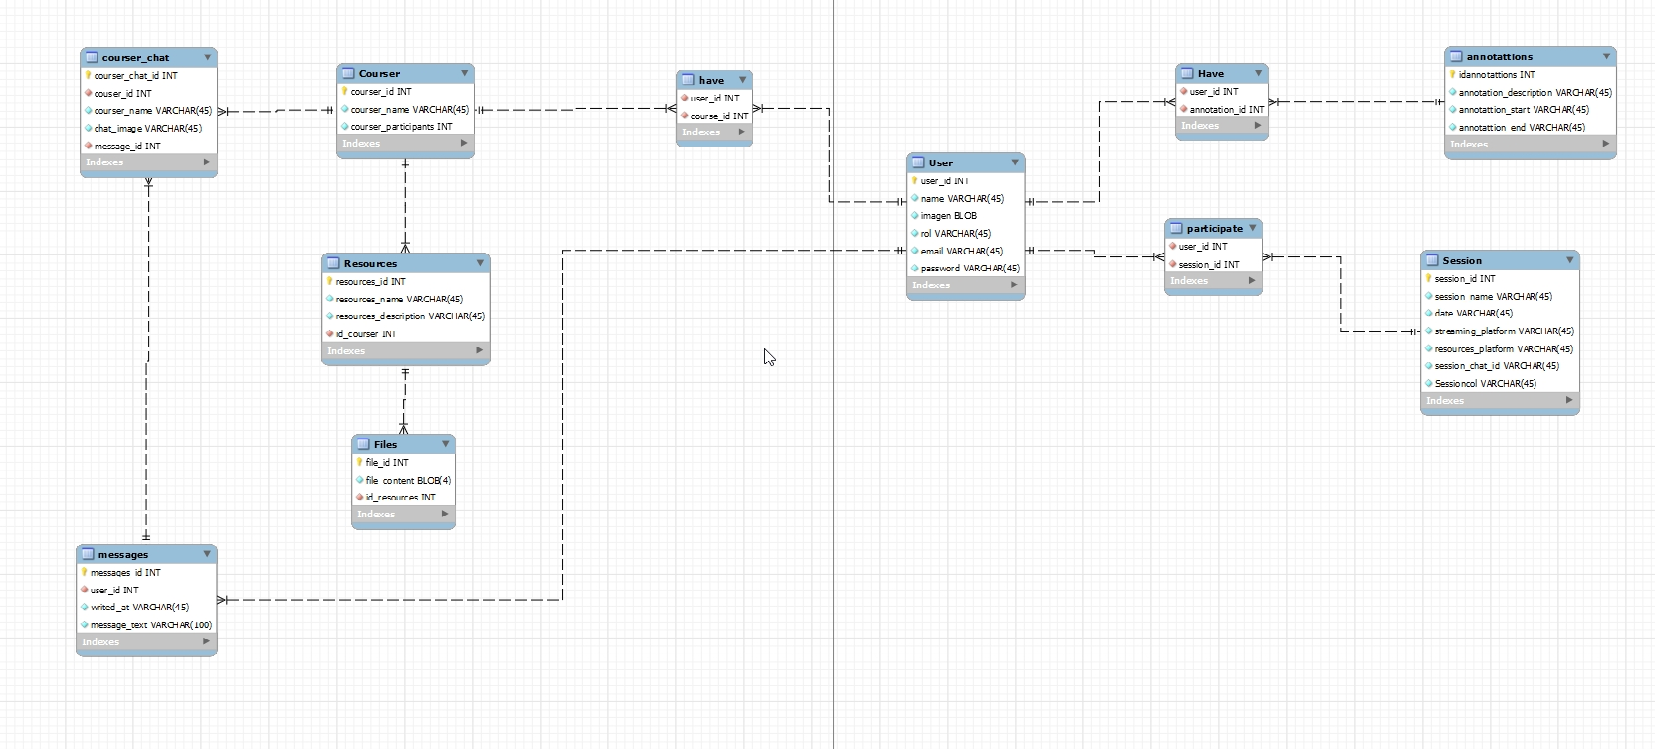 courser_chat
courser_chat_id INT
couser_id INT
courser_name VARCHAR(45)
chat_image VARCHAR(45)
message_id INT
Indexes
Courser
courser_id INT
courser_name VARCHAR(45)
courser_participants INT
Indexes
have
user_id INT
course_id INT
Indexes
Have
user_id INT
annotation_id INT
Indexes
annotattions
idannotattions INT
annotation_description VARCHAR(45)
annotattion_start VARCHAR(45)
annotattion_end VARCHAR(45)
Indexes
User
user_id INT
name VARCHAR(45)
imagen BLOB
rol VARCHAR(45)
email VARCHAR(45)
password VARCHAR(45)
Indexes
participate
user_id INT
session_id INT
Indexes
Session
session_id INT
session_name VARCHAR(45)
date VARCHAR(45)
streaming_platform VARCHAR(45)
resources_platform VARCHAR(45)
session_chat_id VARCHAR(45)
Sessioncol VARCHAR(45)
Indexes
Resources
resources_id INT
resources_name VARCHAR(45)
resources_description VARCHAR(45)
id_courser INT
Indexes
Files
file_id INT
file_content BLOB(4)
id_resources INT
Indexes
messages
messages_id INT
user_id INT
writed_at VARCHAR(45)
message_text VARCHAR(100)
Indexes